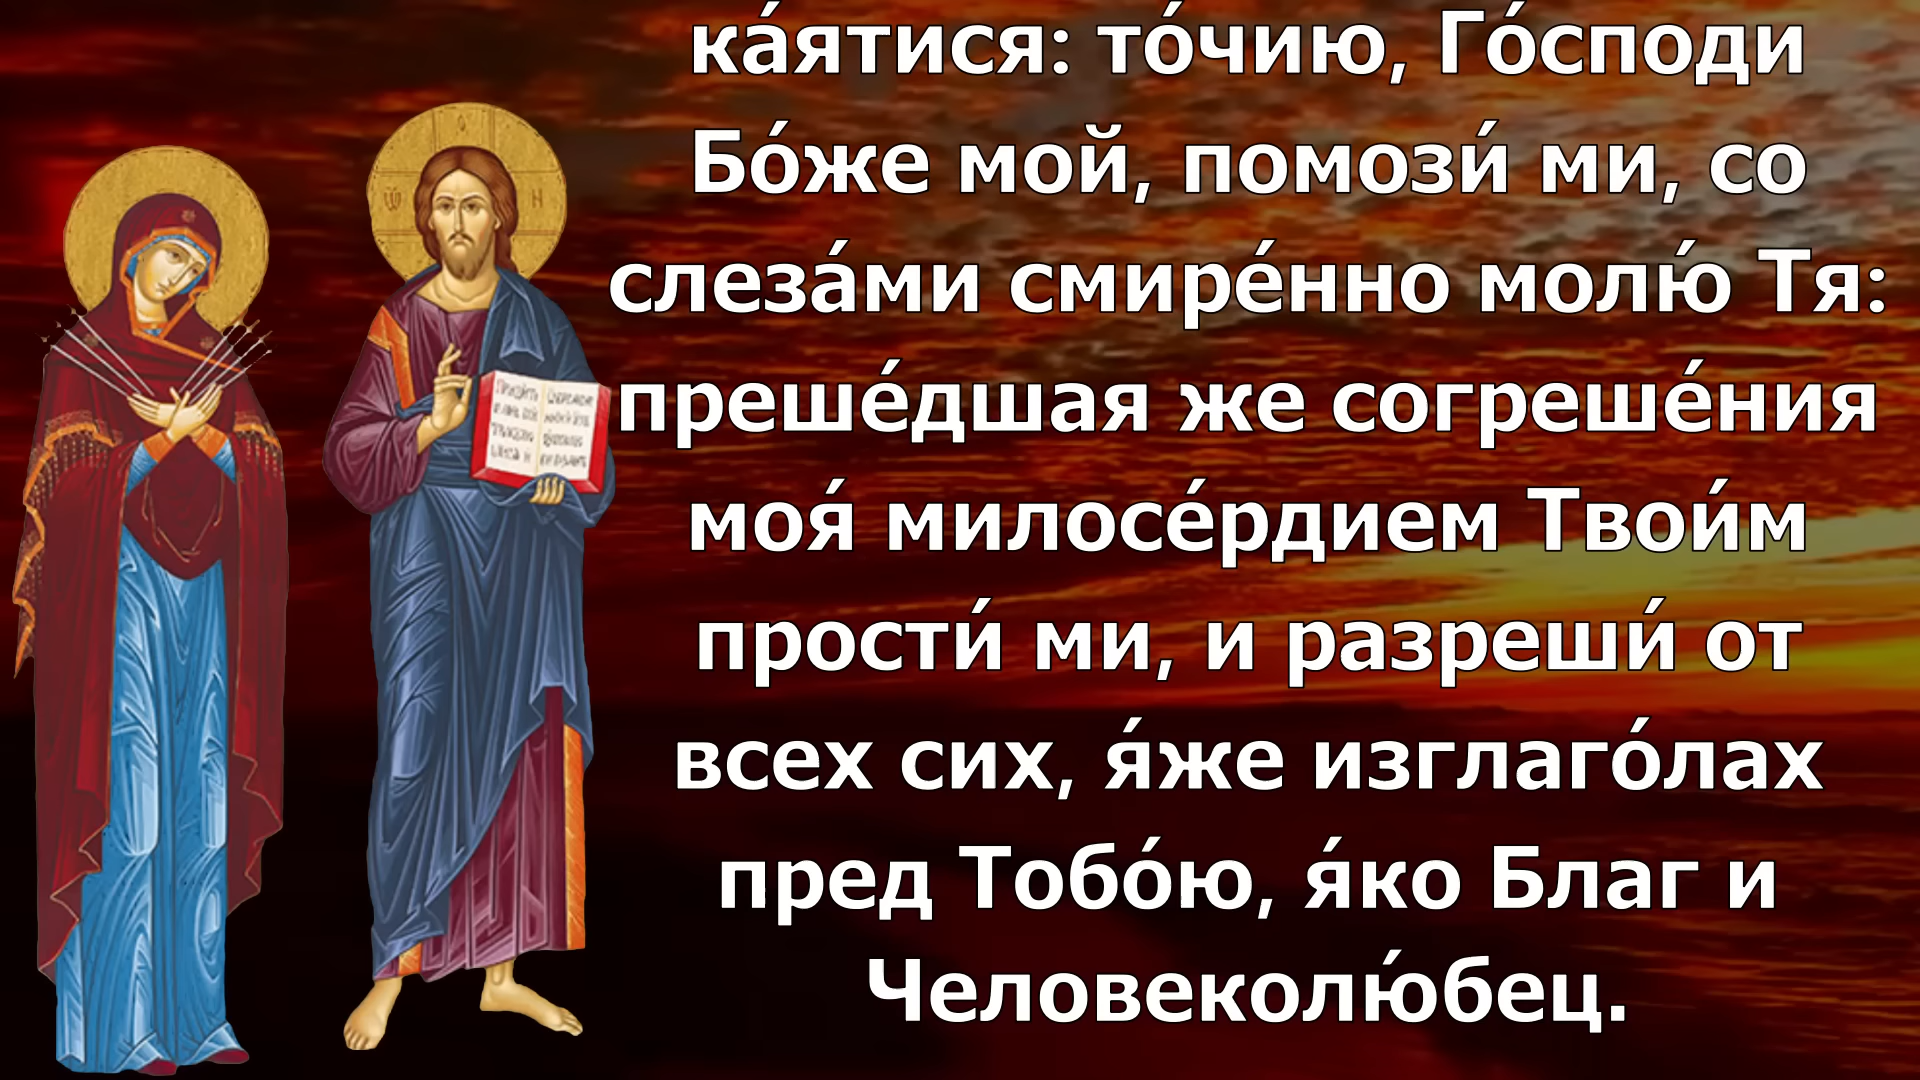 ка́ятися: то́чию, Го́споди
Бо́же мой, помози́ ми, со
слеза́ми смире́нно молю́ Тя:
преше́дшая же согреше́ния
моя́ милосе́рдием Твои́м
прости́ ми, и разреши́ от
всех сих, я́же изглаго́лах
пред Тобо́ю, я́ко Благ и
Человеколю́бец.